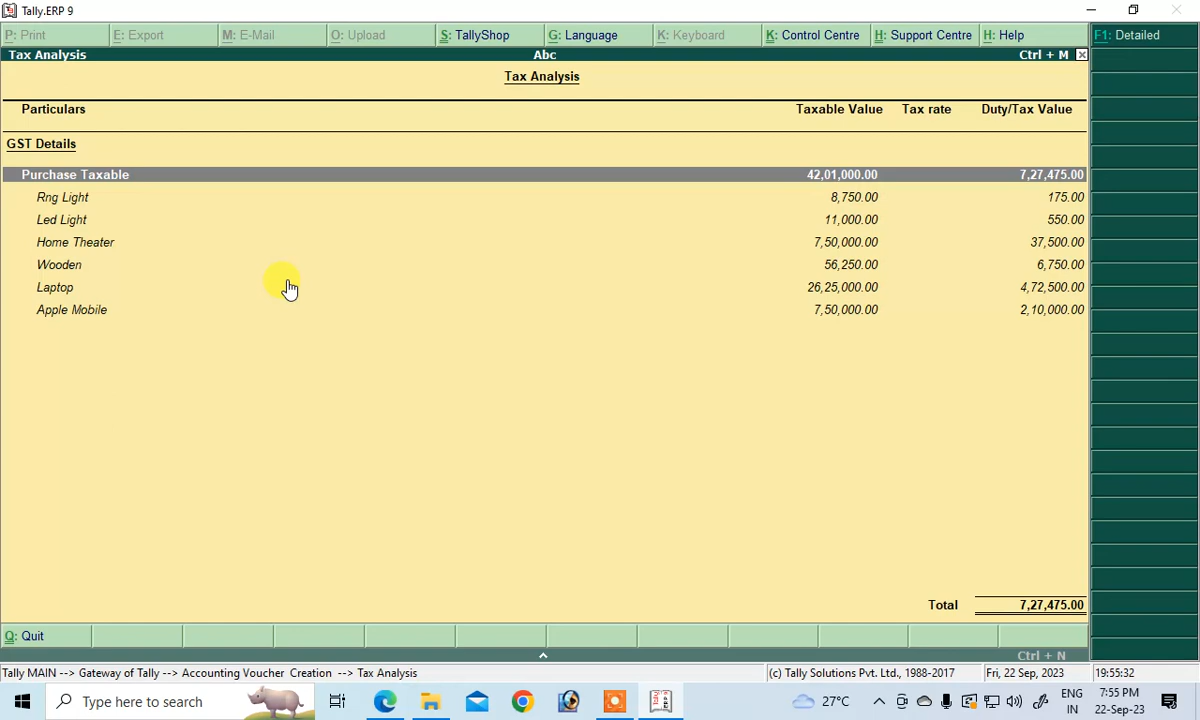 Tally.ERP 9
P: Print E: Export M: E-Mail O: Upload S: TallyShop G: Language K: Keyboard K: Control Centre H: Support Centre H: Help F1: Detailed
Tax Analysis Abc Ctrl + M
Tax Analysis
Particulars Taxable Value Tax rate Duty/Tax Value
GST Details
Purchase Taxable 42,01,000.00 7,27,475.00
Rng Light 8,750.00 175.00
Led Light 11,000.00 550.00
Home Theater 7,50,000.00 37,500.00
Wooden 56,250.00 6,750.00
Laptop 26,25,000.00 4,72,500.00
Apple Mobile 7,50,000.00 2,10,000.00
Total 7,27,475.00
Q: Quit
Ctrl + N
Tally MAIN --> Gateway of Tally --> Accounting Voucher Creation --> Tax Analysis (c) Tally Solutions Pvt. Ltd., 1988-2017 Fri, 22 Sep, 2023 19:55:32
Type here to search 27°C ENG 7:55 PM
IN 22-Sep-23